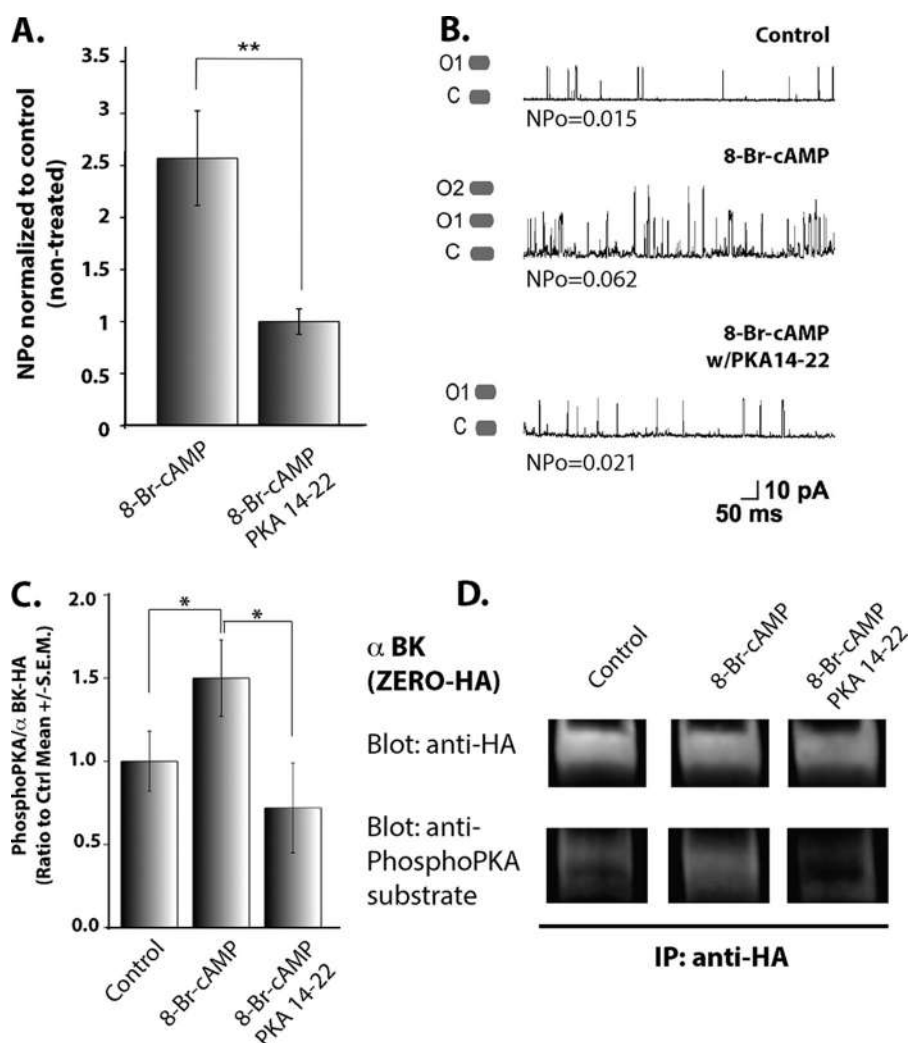 A.
NPo normalized to control
(non-treated)
3.5
3
2.5
2
1.5
1
0.5
0
**
8-Br-cAMP
8-Br-cAMP
PKA 14-22
B.
Control
O1
C
NPo=0.015
8-Br-cAMP
O2
O1
C
NPo=0.062
8-Br-cAMP
w/PKA14-22
O1
C
NPo=0.021
10 pA
50 ms
C.
PhosphoPKA/α BK-HA
(Ratio to Ctrl Mean +/-S.E.M.)
2.0
1.5
1.0
0.5
0.0
*
*
Control
8-Br-cAMP
8-Br-cAMP
PKA 14-22
D.
α BK
(ZERO-HA)
Control
8-Br-cAMP
8-Br-cAMP
PKA 14-22
Blot: anti-HA
Blot: anti-
PhosphoPKA
substrate
IP: anti-HA